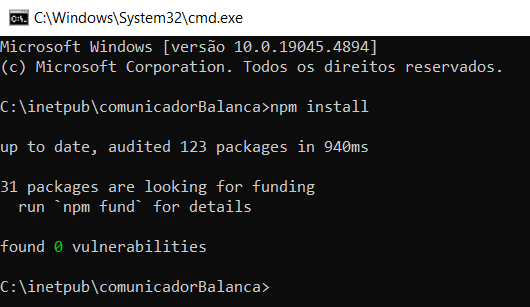 C:\Windows\System32\cmd.exe
Microsoft Windows [versão 10.0.19045.4894]
(c) Microsoft Corporation. Todos os direitos reservados.
C:\inetpub\comunicadorBalanca>npm install
up to date, audited 123 packages in 940ms
31 packages are looking for funding
  run `npm fund` for details
found 0 vulnerabilities
C:\inetpub\comunicadorBalanca>